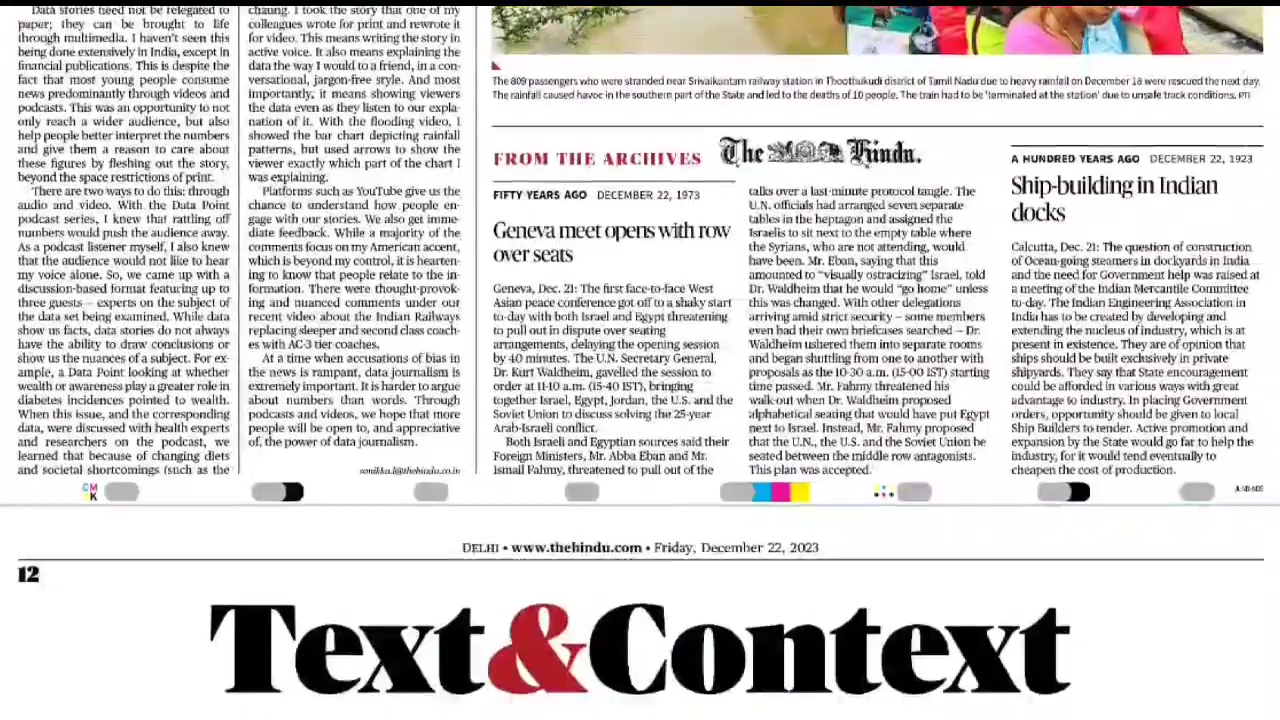 Data stories need not be relegated to
paper; they can be brought to life
through multimedia. I haven't seen this
being done extensively in India, except in
financial publications. This is despite the
fact that most young people consume
news predominantly through videos and
podcasts. This was an opportunity to not
only reach a wider audience, but also
help people better interpret the numbers
and give them a reason to care about
these figures by fleshing out the story,
beyond the space restrictions of print.
There are two ways to do this: through
audio and video. With the Data Point
podcast series, I knew that rattling off
numbers would push the audience away.
As a podcast listener myself, I also knew
that the audience would not like to hear
my voice alone. So, we came up with a
discussion-based format featuring up to
three guests — experts on the subject of
the data set being examined. While data
show us facts, data stories do not always
have the ability to draw conclusions or
show us the nuances of a subject. For ex-
ample, a Data Point looking at whether
wealth or awareness play a greater role in
diabetes incidences pointed to wealth.
When this issue, and the corresponding
data, were discussed with health experts
and researchers on the podcast, we
learned that because of changing diets
and societal shortcomings (such as the
chaung. I took the story that one of my
colleagues wrote for print and rewrote it
for video. This means writing the story in
active voice. It also means explaining the
data the way I would to a friend, in a con-
versational, jargon-free style. And most
importantly, it means showing viewers
the data even as they listen to our expla-
nation of it. With the flooding video, I
showed the bar chart depicting rainfall
patterns, but used arrows to show the
viewer exactly which part of the chart I
was explaining.
Platforms such as YouTube give us the
chance to understand how people en-
gage with our stories. We also get imme-
diate feedback. While a majority of the
comments focus on my American accent,
which is beyond my control, it is hearten-
ing to know that people relate to the in-
formation. There were thought-provok-
ing and nuanced comments under our
recent video about the Indian Railways
replacing sleeper and second class coach-
es with AC-3 tier coaches.
At a time when accusations of bias in
the news is rampant, data journalism is
extremely important. It is harder to argue
about numbers than words. Through
podcasts and videos, we hope that more
people will be open to, and appreciative
of, the power of data journalism.
sonikka.l@thehindu.co.in
The 809 passengers who were stranded near Srivaikuntam railway station in Thoothukudi district of Tamil Nadu due to heavy rainfall on December 18 were rescued the next day.
The rainfall caused havoc in the southern part of the State and led to the deaths of 10 people. The train had to be 'terminated at the station' due to unsafe track conditions. PTI
FROM THE ARCHIVES The Hindu.
FIFTY YEARS AGO DECEMBER 22, 1973
Geneva meet opens with row
over seats
Geneva, Dec. 21: The first face-to-face West
Asian peace conference got off to a shaky start
to-day with both Israel and Egypt threatening
to pull out in dispute over seating
arrangements, delaying the opening session
by 40 minutes. The U.N. Secretary General,
Dr. Kurt Waldheim, gavelled the session to
order at 11-10 a.m. (15-40 IST), bringing
together Israel, Egypt, Jordan, the U.S. and the
Soviet Union to discuss solving the 25-year
Arab-Israeli conflict.
Both Israeli and Egyptian sources said their
Foreign Ministers, Mr. Abba Eban and Mr.
Ismail Fahmy, threatened to pull out of the
talks over a last-minute protocol tangle. The
U.N. officials had arranged seven separate
tables in the heptagon and assigned the
Israelis to sit next to the empty table where
the Syrians, who are not attending, would
have been. Mr. Eban, saying that this
amounted to "visually ostracizing" Israel, told
Dr. Waldheim that he would "go home" unless
this was changed. With other delegations
arriving amid strict security — some members
even had their own briefcases searched — Dr.
Waldheim ushered them into separate rooms
and began shuttling from one to another with
proposals as the 10-30 a.m. (15-00 IST) starting
time passed. Mr. Fahmy threatened his
walk-out when Dr. Waldheim proposed
alphabetical seating that would have put Egypt
next to Israel. Instead, Mr. Fahmy proposed
that the U.N., the U.S. and the Soviet Union be
seated between the middle row antagonists.
This plan was accepted.
A HUNDRED YEARS AGO DECEMBER 22, 1923
Ship-building in Indian
docks
Calcutta, Dec. 21: The question of construction
of Ocean-going steamers in dockyards in India
and the need for Government help was raised at
a meeting of the Indian Mercantile Committee
to-day. The Indian Engineering Association in
India has to be created by developing and
extending the nucleus of industry, which is at
present in existence. They are of opinion that
ships should be built exclusively in private
shipyards. They say that State encouragement
could be afforded in various ways with great
advantage to industry. In placing Government
orders, opportunity should be given to local
Ship Builders to tender. Active promotion and
expansion by the State would go far to help the
industry, for it would tend eventually to
cheapen the cost of production.
CM
K
DELHI • www.thehindu.com • Friday, December 22, 2023
12
Text&Context